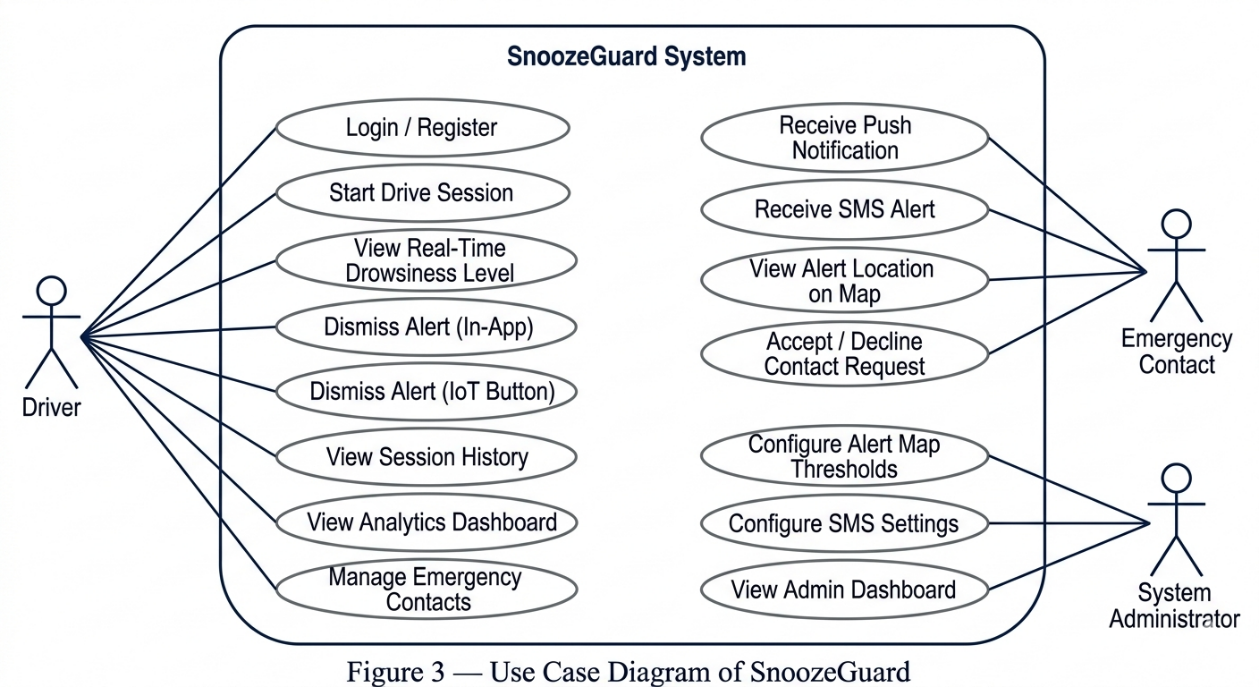 SnoozeGuard System
Login / Register
Start Drive Session
View Real-Time
Drowsiness Level
Dismiss Alert (In-App)
Dismiss Alert (IoT Button)
View Session History
View Analytics Dashboard
Manage Emergency
Contacts
Driver
Receive Push
Notification
Receive SMS Alert
View Alert Location
on Map
Accept / Decline
Contact Request
Configure Alert Map
Thresholds
Configure SMS Settings
View Admin Dashboard
Emergency
Contact
System
Administrator
Figure 3 — Use Case Diagram of SnoozeGuard